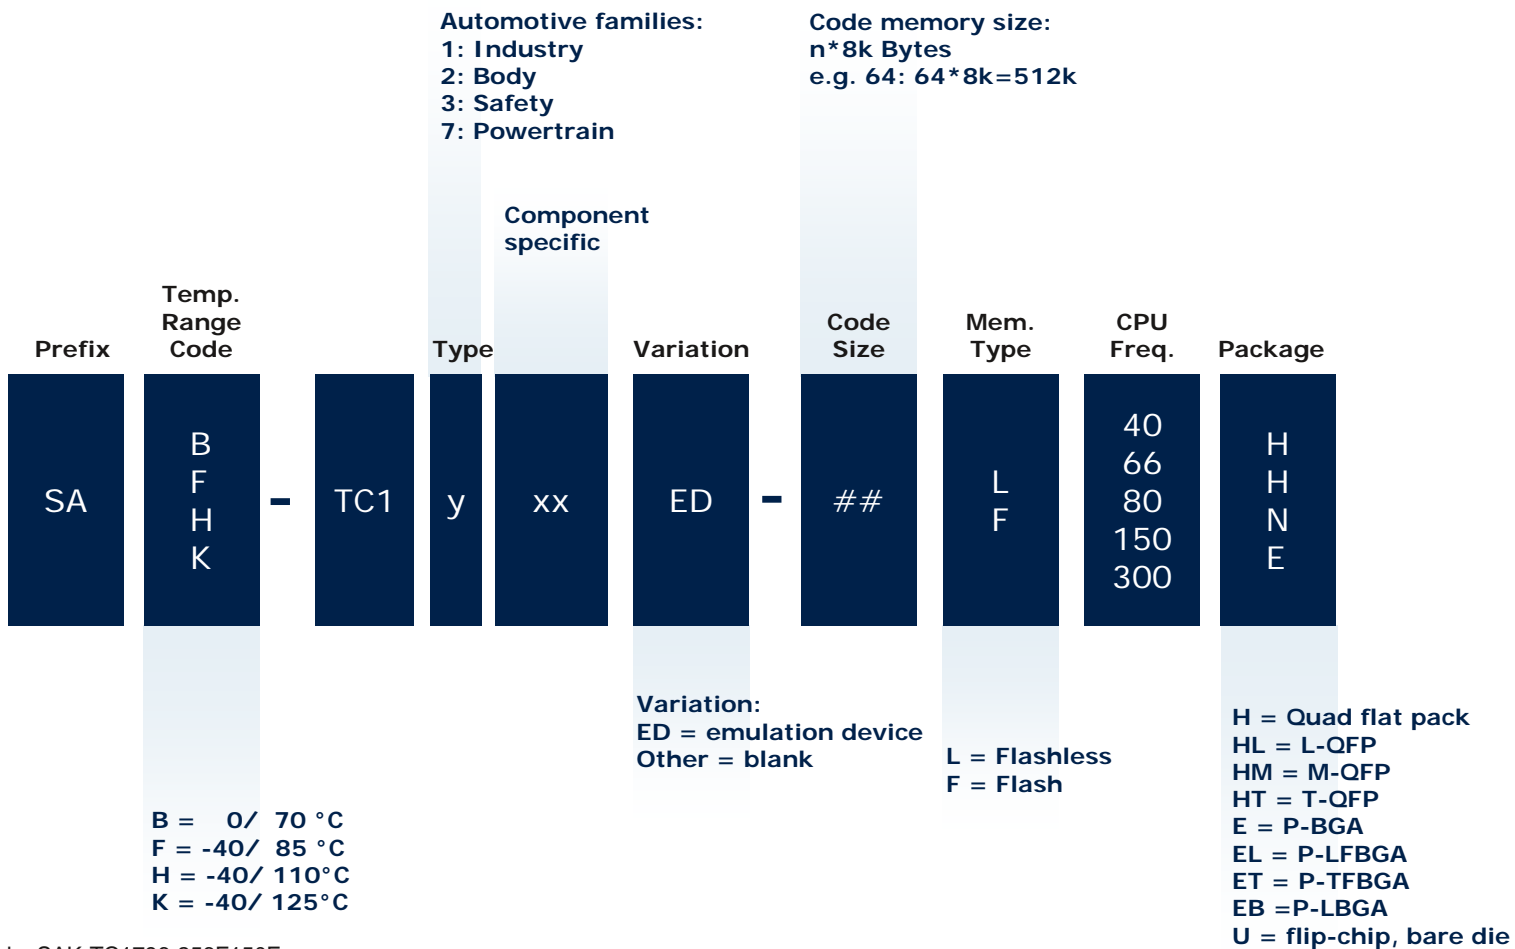 Automotive families:
1: Industry
2: Body
3: Safety
7: Powertrain
Code memory size:
n*8k Bytes
e.g. 64: 64*8k=512k
Component
specific
Prefix
Temp.
Range
Code
Type
Variation
Code
Size
Mem.
Type
CPU
Freq.
Package
SA
B
F
H
K
-
TC1
y
xx
ED
-
##
L
F
40
66
80
150
300
H
H
N
E
B = 0/ 70 °C
F = -40/ 85 °C
H = -40/ 110°C
K = -40/ 125°C
Variation:
ED = emulation device
Other = blank
L = Flashless
F = Flash
H = Quad flat pack
HL = L-QFP
HM = M-QFP
HT = T-QFP
E = P-BGA
EL = P-LFBGA
ET = P-TFBGA
EB =P-LBGA
U = flip-chip, bare die